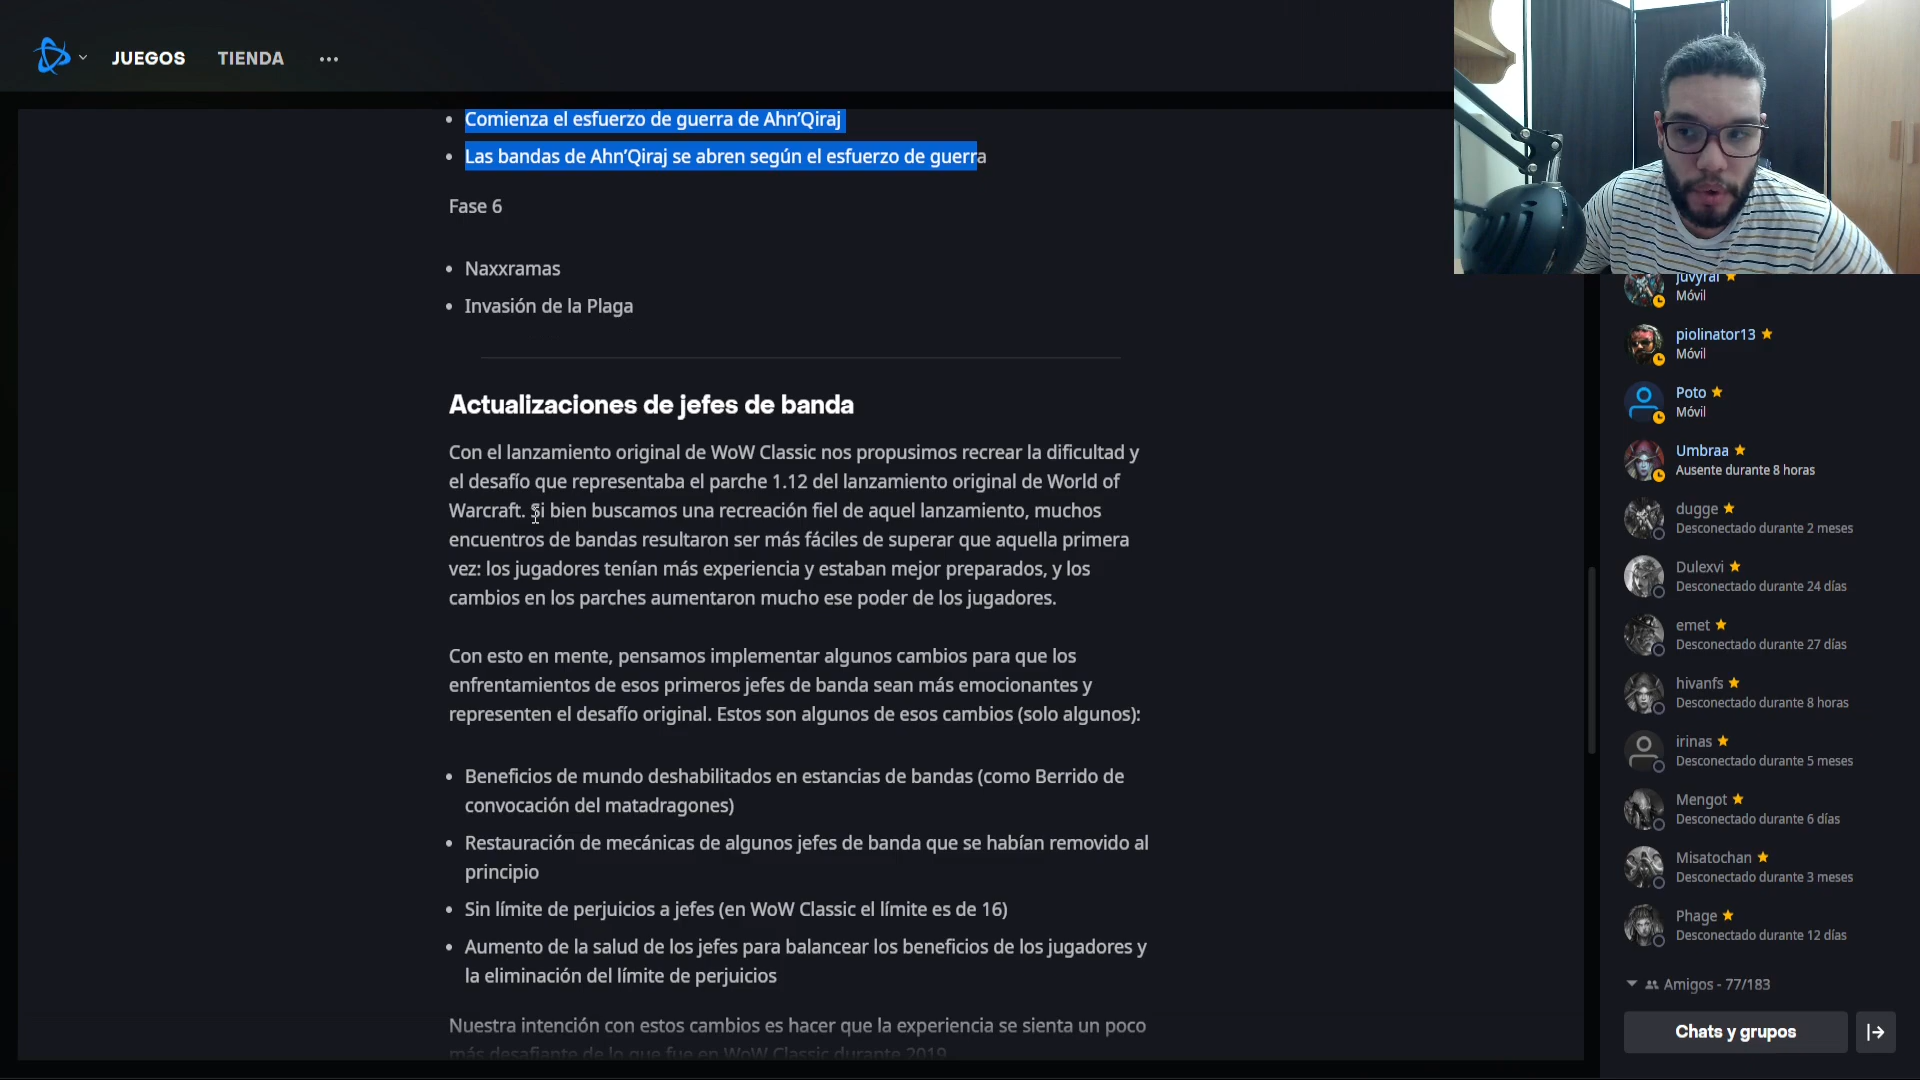 JUEGOS TIENDA
Comienza el esfuerzo de guerra de Ahn’Qiraj
Las bandas de Ahn’Qiraj se abren según el esfuerzo de guerra
Fase 6
Naxxramas
Invasión de la Plaga
Actualizaciones de jefes de banda
Con el lanzamiento original de WoW Classic nos propusimos recrear la dificultad y
el desafío que representaba el parche 1.12 del lanzamiento original de World of
Warcraft. Si bien buscamos una recreación fiel de aquel lanzamiento, muchos
encuentros de bandas resultaron ser más fáciles de superar que aquella primera
vez: los jugadores tenían más experiencia y estaban mejor preparados, y los
cambios en los parches aumentaron mucho ese poder de los jugadores.
Con esto en mente, pensamos implementar algunos cambios para que los
enfrentamientos de esos primeros jefes de banda sean más emocionantes y
representen el desafío original. Estos son algunos de esos cambios (solo algunos):
Beneficios de mundo deshabilitados en estancias de bandas (como Berrido de
convocación del matadragones)
Restauración de mecánicas de algunos jefes de banda que se habían removido al
principio
Sin límite de perjuicios a jefes (en WoW Classic el límite es de 16)
Aumento de la salud de los jefes para balancear los beneficios de los jugadores y
la eliminación del límite de perjuicios
Nuestra intención con estos cambios es hacer que la experiencia se sienta un poco
más desafiante de lo que fue en WoW Classic durante 2019.
juvyrai
Móvil
piolinator13
Móvil
Poto
Móvil
Umbraa
Ausente durante 8 horas
dugge
Desconectado durante 2 meses
Dulexvi
Desconectado durante 24 días
emet
Desconectado durante 27 días
hivanfs
Desconectado durante 8 horas
irinas
Desconectado durante 5 meses
Mengot
Desconectado durante 6 días
Misatochan
Desconectado durante 3 meses
Phage
Desconectado durante 12 días
Amigos - 77/183
Chats y grupos